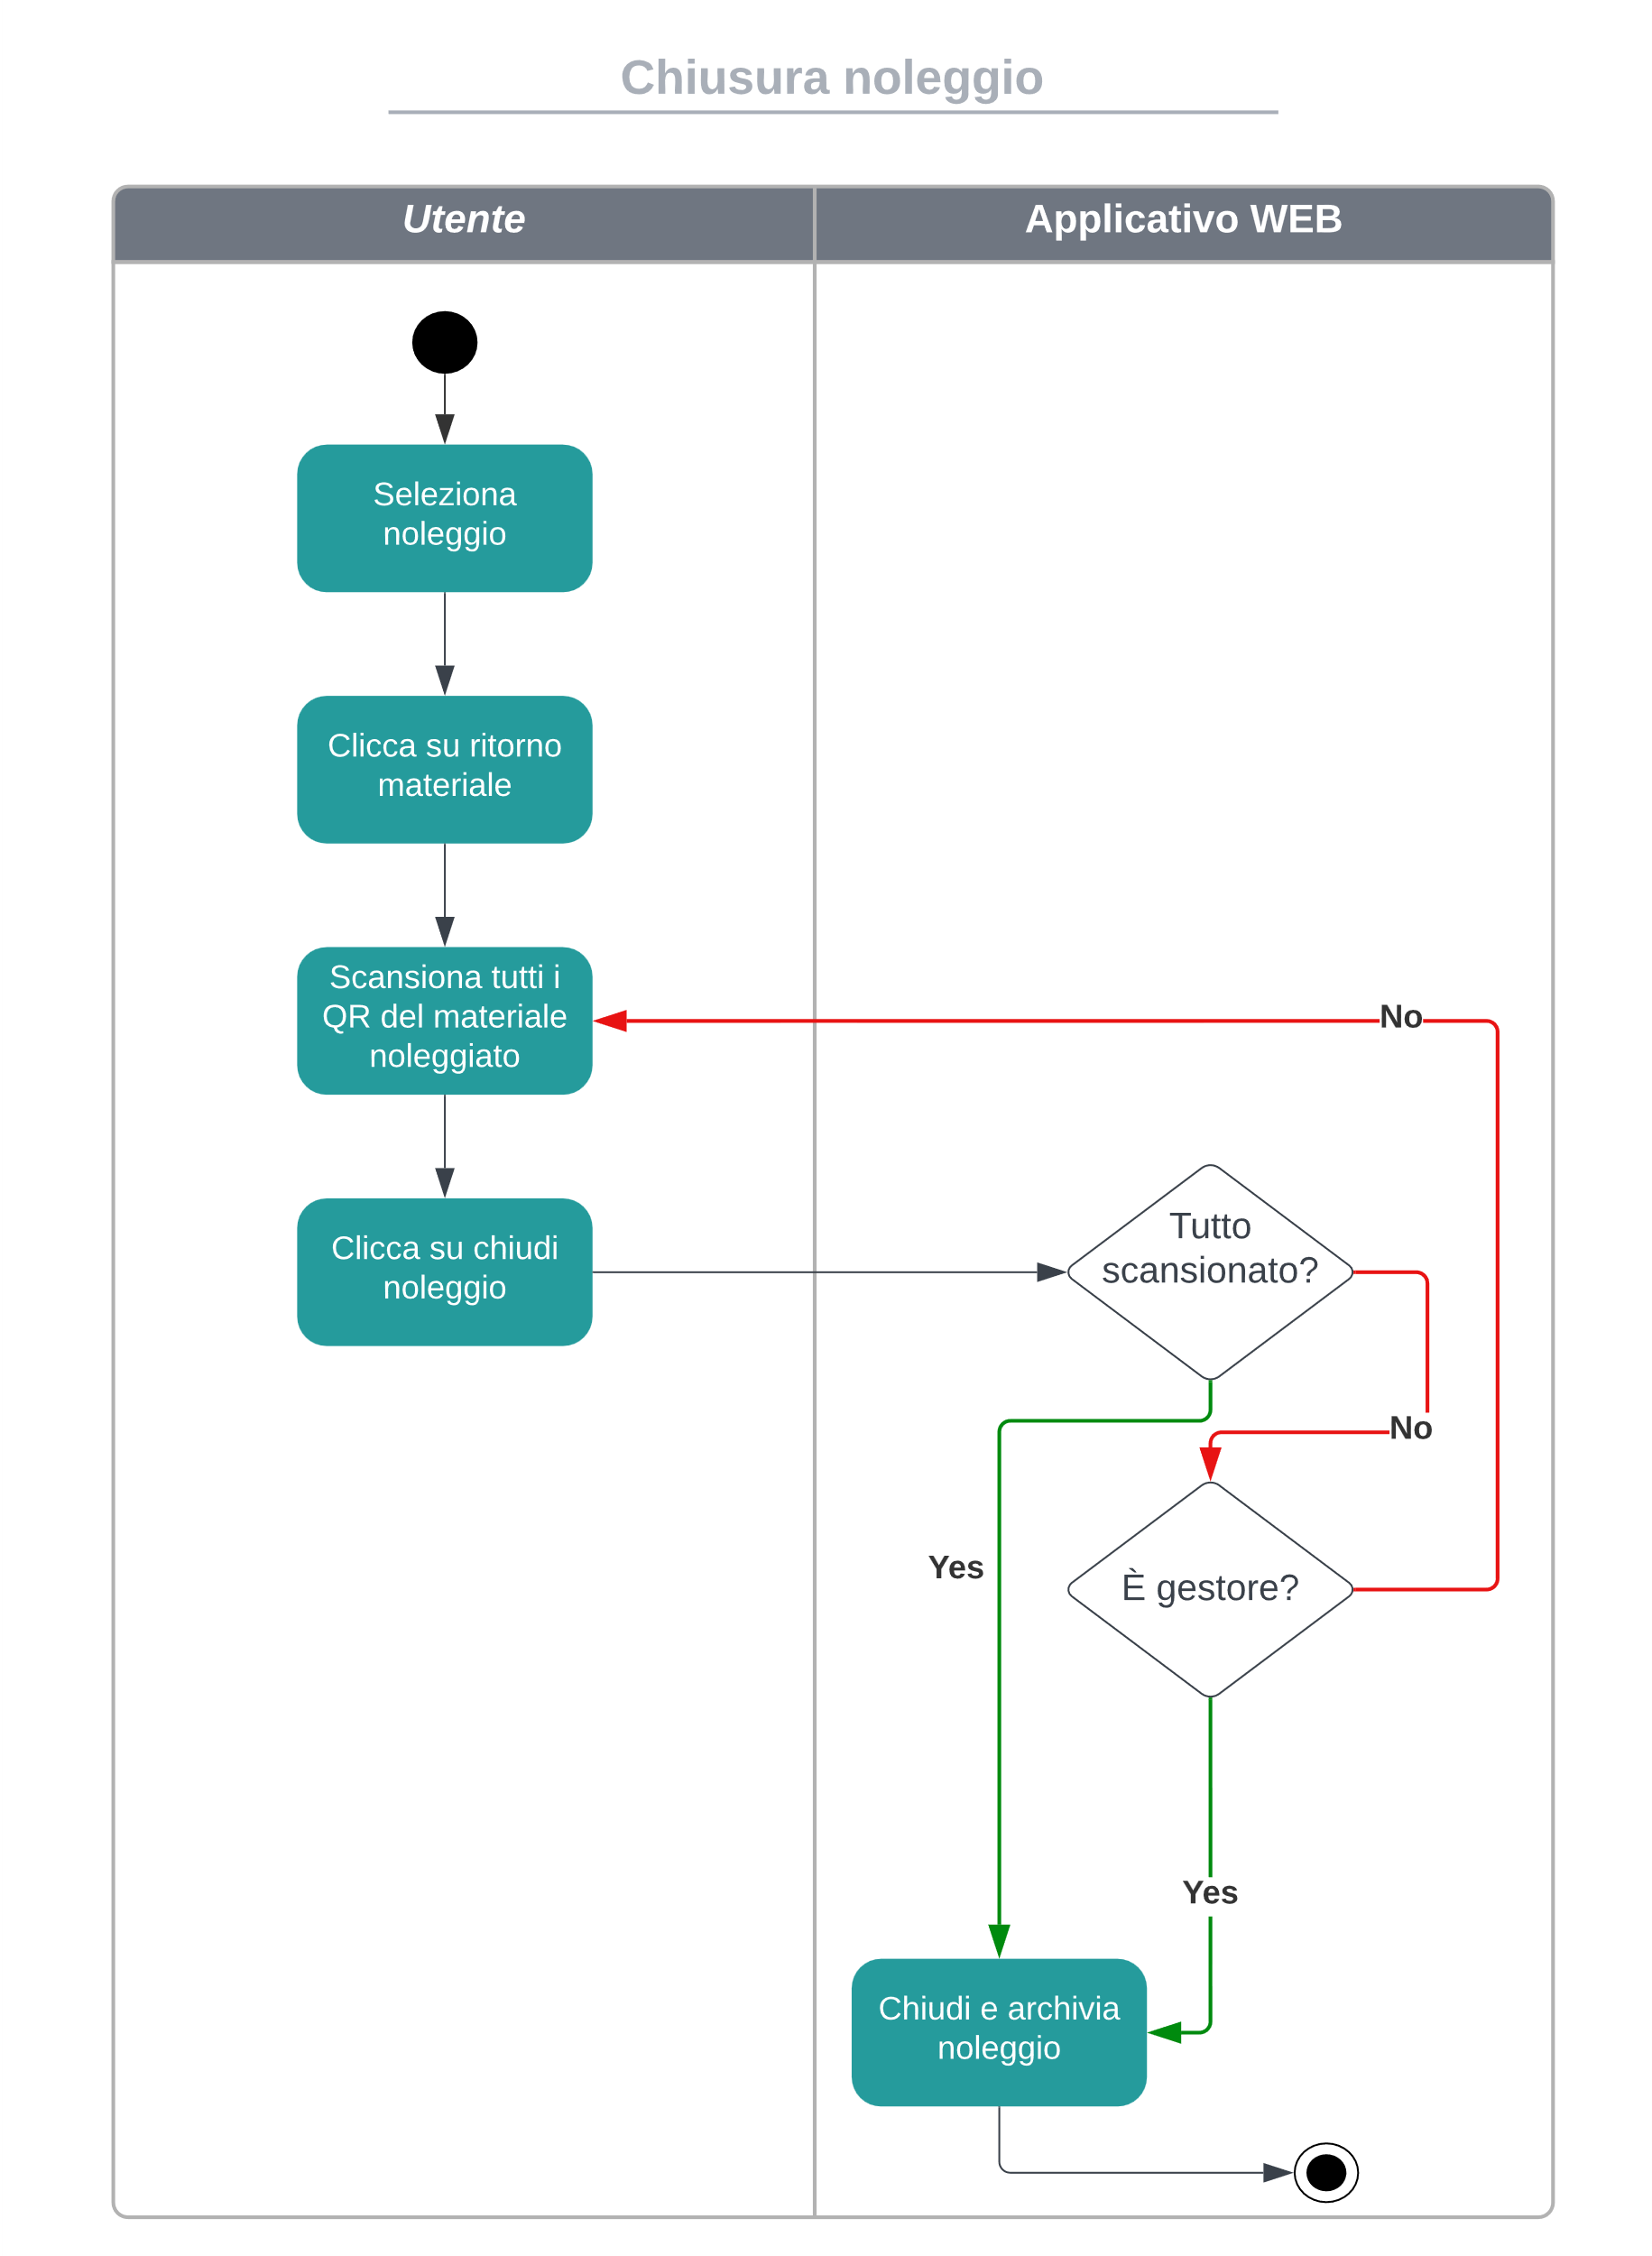 Chiusura noleggio
Utente
Applicativo WEB
Seleziona
noleggio
Clicca su ritorno
materiale
Scansiona tutti i
QR del materiale
noleggiato
No
Clicca su chiudi
noleggio
Tutto
scansionato?
No
Yes
È gestore?
Yes
Chiudi e archivia
noleggio